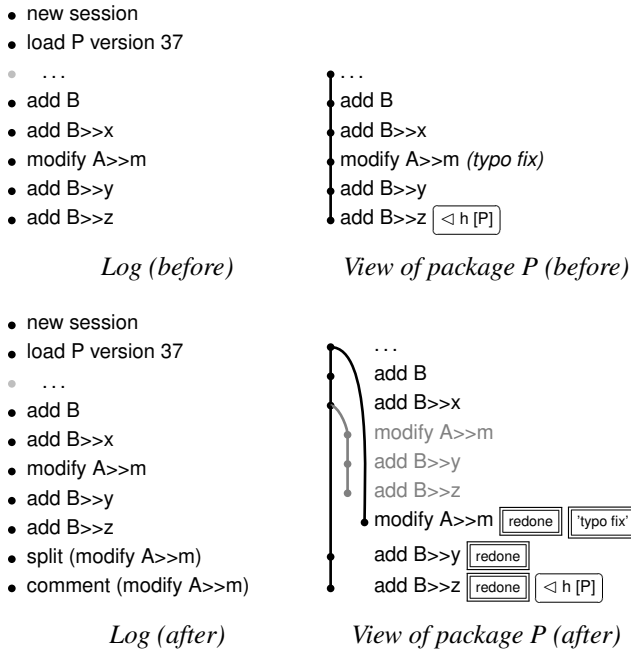 new session
load P version 37
...
add B
add B>>x
modify A>>m
add B>>y
add B>>z
Log (before)
...
add B
add B>>x
modify A>>m (typo fix)
add B>>y
add B>>z ◁ h [P]
View of package P (before)
new session
load P version 37
...
add B
add B>>x
modify A>>m
add B>>y
add B>>z
split (modify A>>m)
comment (modify A>>m)
Log (after)
...
add B
add B>>x
modify A>>m
add B>>y
add B>>z
modify A>>m redone 'typo fix'
add B>>y redone
add B>>z redone ◁ h [P]
View of package P (after)